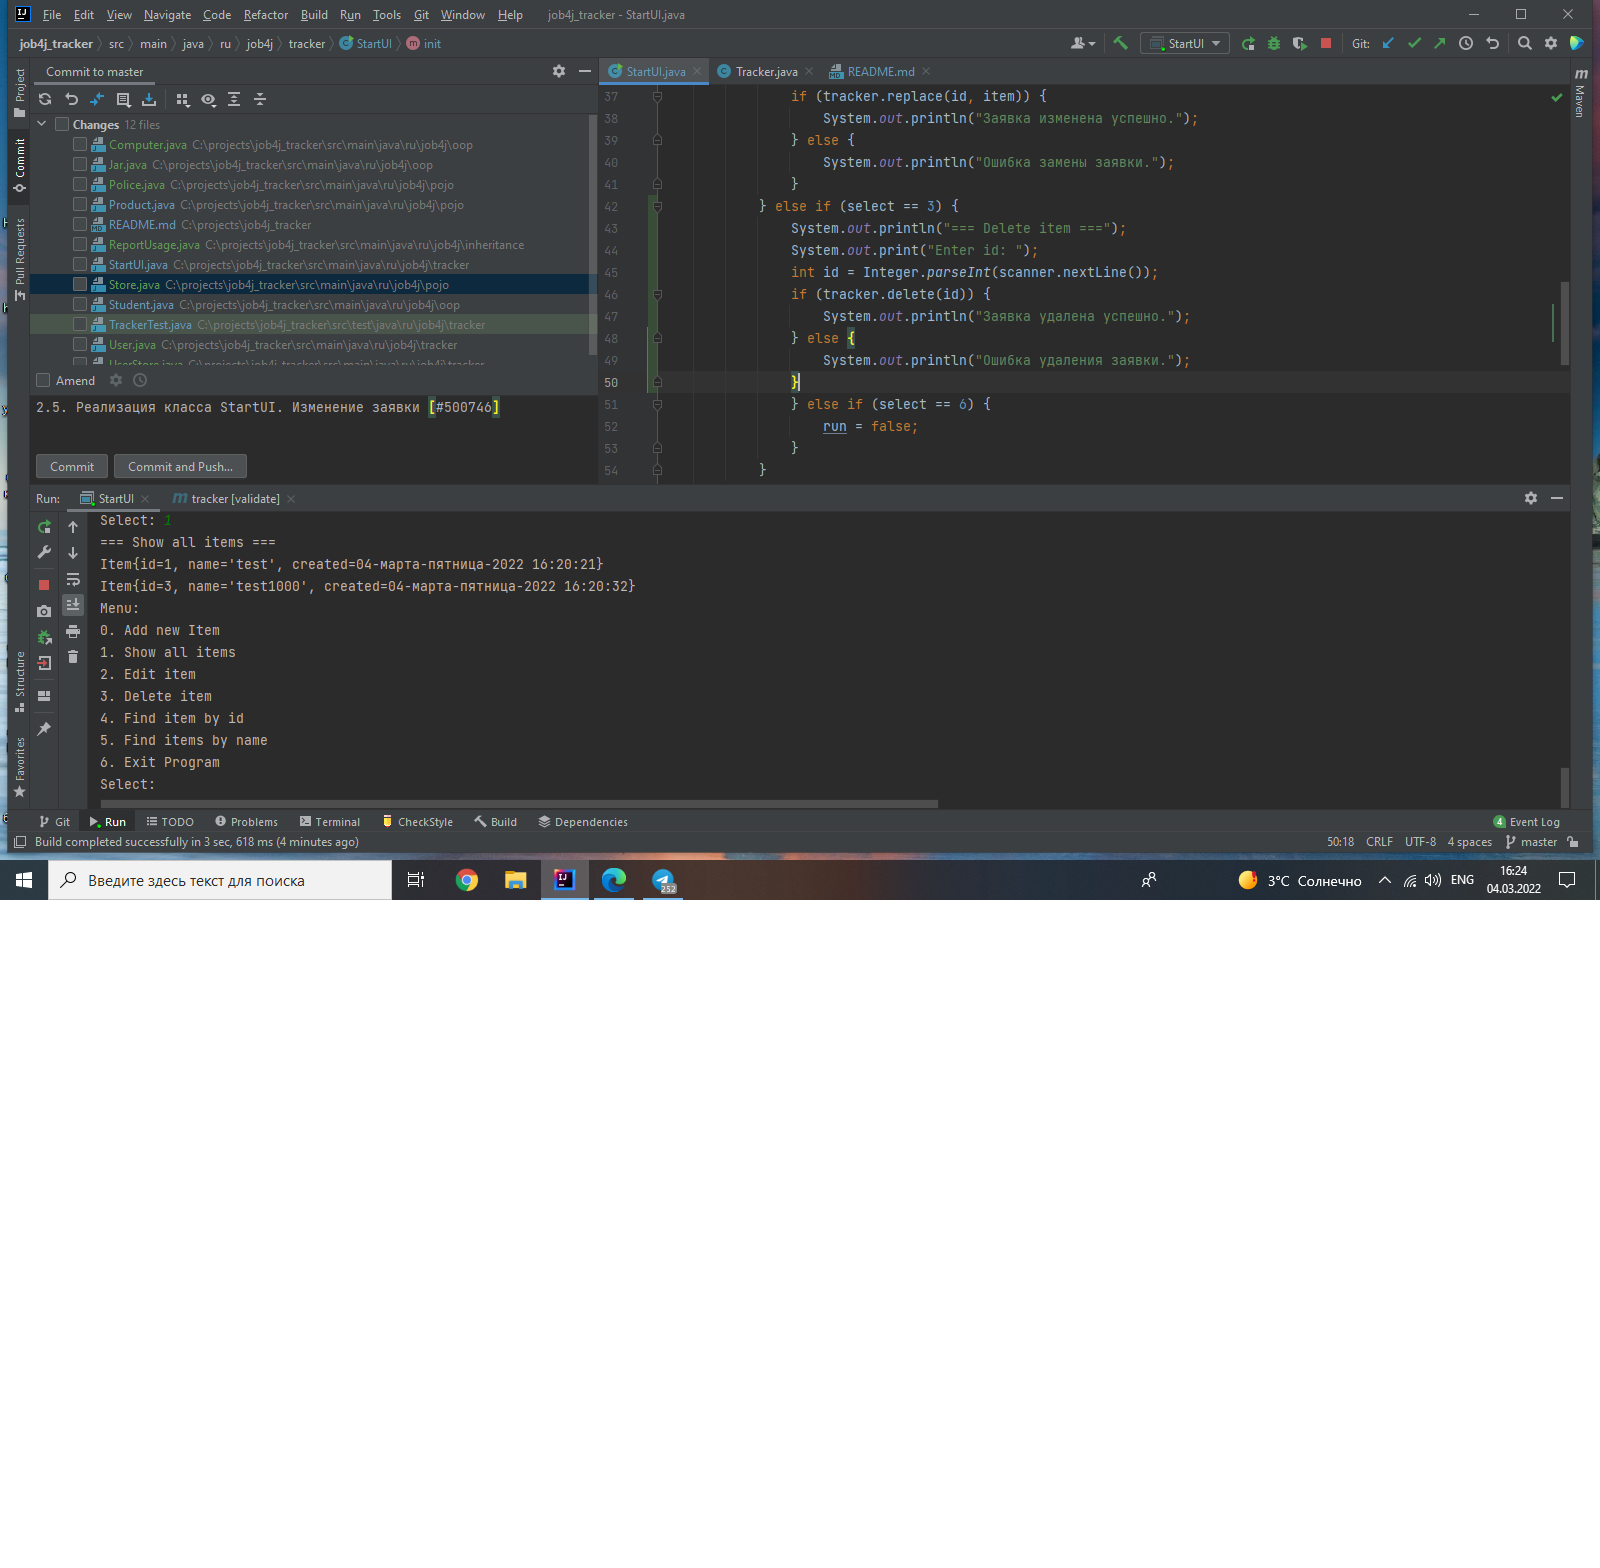 File Edit View Navigate Code Refactor Build Run Tools Git Window Help job4j_tracker - StartUI.java
job4j_tracker src main java ru job4j tracker StartUI init StartUI Git:
Commit to master
StartUI.java Tracker.java README.md
Project
Commit
Pull Requests
Structure
Favorites
Maven
Changes 12 files
Computer.java C:\projects\job4j_tracker\src\main\java\ru\job4j\oop
Jar.java C:\projects\job4j_tracker\src\main\java\ru\job4j\oop
Police.java C:\projects\job4j_tracker\src\main\java\ru\job4j\pojo
Product.java C:\projects\job4j_tracker\src\main\java\ru\job4j\pojo
README.md C:\projects\job4j_tracker
ReportUsage.java C:\projects\job4j_tracker\src\main\java\ru\job4j\inheritance
StartUI.java C:\projects\job4j_tracker\src\main\java\ru\job4j\tracker
Store.java C:\projects\job4j_tracker\src\main\java\ru\job4j\pojo
Student.java C:\projects\job4j_tracker\src\main\java\ru\job4j\oop
TrackerTest.java C:\projects\job4j_tracker\src\test\java\ru\job4j\tracker
User.java C:\projects\job4j_tracker\src\main\java\ru\job4j\tracker
UserStore.java C:\projects\job4j_tracker\src\main\java\ru\job4j\tracker
Amend
2.5. Реализация класса StartUI. Изменение заявки [#500746]
Commit Commit and Push...
37 if (tracker.replace(id, item)) {
38 System.out.println("Заявка изменена успешно.");
39 } else {
40 System.out.println("Ошибка замены заявки.");
41 }
42 } else if (select == 3) {
43 System.out.println("=== Delete item ===");
44 System.out.print("Enter id: ");
45 int id = Integer.parseInt(scanner.nextLine());
46 if (tracker.delete(id)) {
47 System.out.println("Заявка удалена успешно.");
48 } else {
49 System.out.println("Ошибка удаления заявки.");
50 }
51 } else if (select == 6) {
52 run = false;
53 }
54 }
Run: StartUI tracker [validate]
Select: 1
=== Show all items ===
Item{id=1, name='test', created=04-марта-пятница-2022 16:20:21}
Item{id=3, name='test1000', created=04-марта-пятница-2022 16:20:32}
Menu:
0. Add new Item
1. Show all items
2. Edit item
3. Delete item
4. Find item by id
5. Find items by name
6. Exit Program
Select:
Git Run TODO Problems Terminal CheckStyle Build Dependencies 4 Event Log
Build completed successfully in 3 sec, 618 ms (4 minutes ago) 50:18 CRLF UTF-8 4 spaces master
Введите здесь текст для поиска 252 3°C Солнечно ENG 16:24
04.03.2022